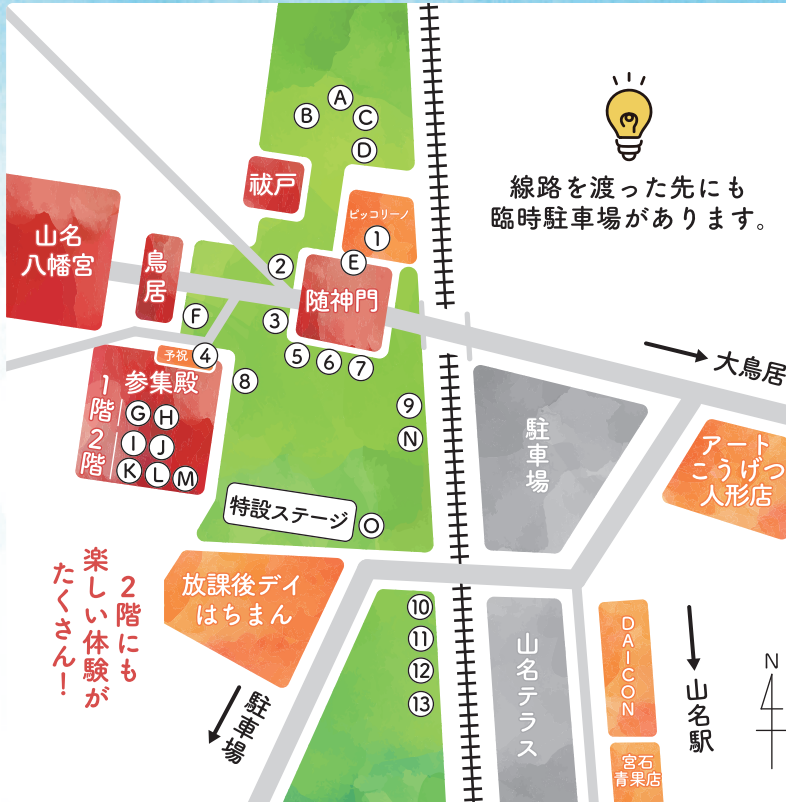 A
B
C
D
祓戸
線路を渡った先にも
臨時駐車場があります。
ピッコリーノ
1
E
山名
八幡宮
鳥居
2
随神門
F
3
予祝
4
5
6
7
8
大鳥居
参集殿
1階
G
H
2階
I
J
K
L
M
9
N
駐車場
アート
こうげつ
人形店
特設ステージ
O
2階にも
楽しい体験が
たくさん!
放課後デイ
はちまん
10
11
12
13
駐車場
山名テラス
DAICON
山名駅
N
宮石
青果店